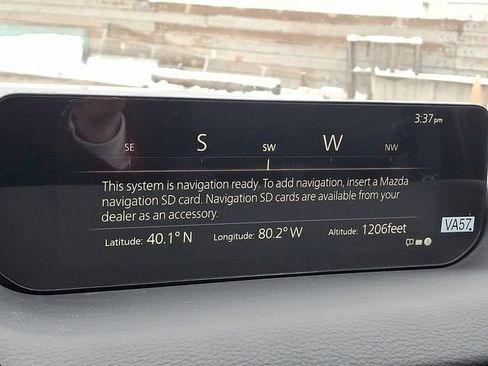 3:37pm
SE S SW W NW
This system is navigation ready. To add navigation, insert a Mazda
navigation SD card. Navigation SD cards are available from your
dealer as an accessory.
Latitude: 40.1° N Longitude: 80.2° W Altitude: 1206feet
VA57